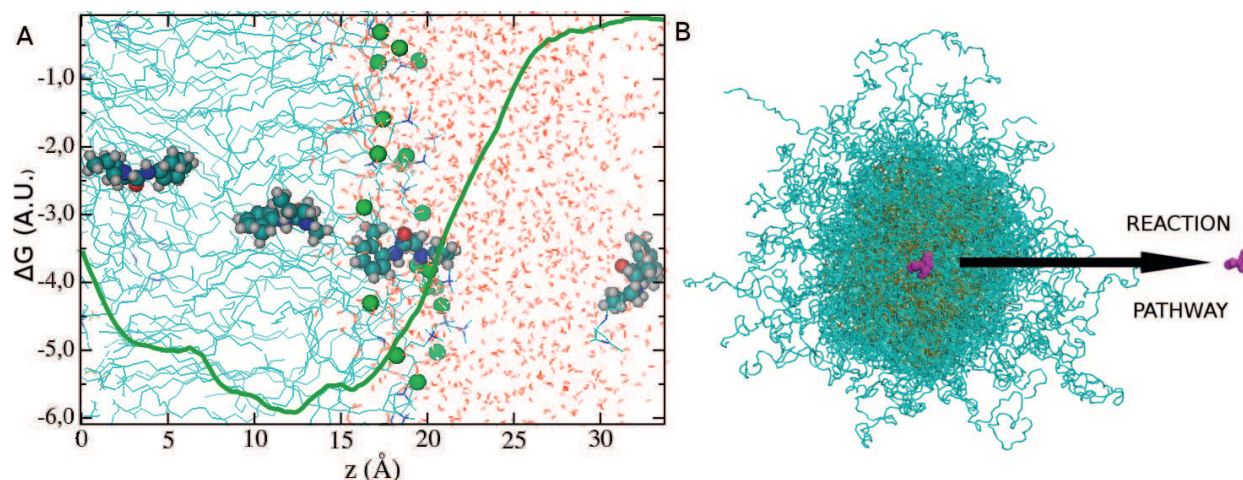 A
ΔG (A.U.)
-1,0
-2,0
-3,0
-4,0
-5,0
-6,0
0 5 10 15 20 25 30
z (Å)
B
REACTION
PATHWAY